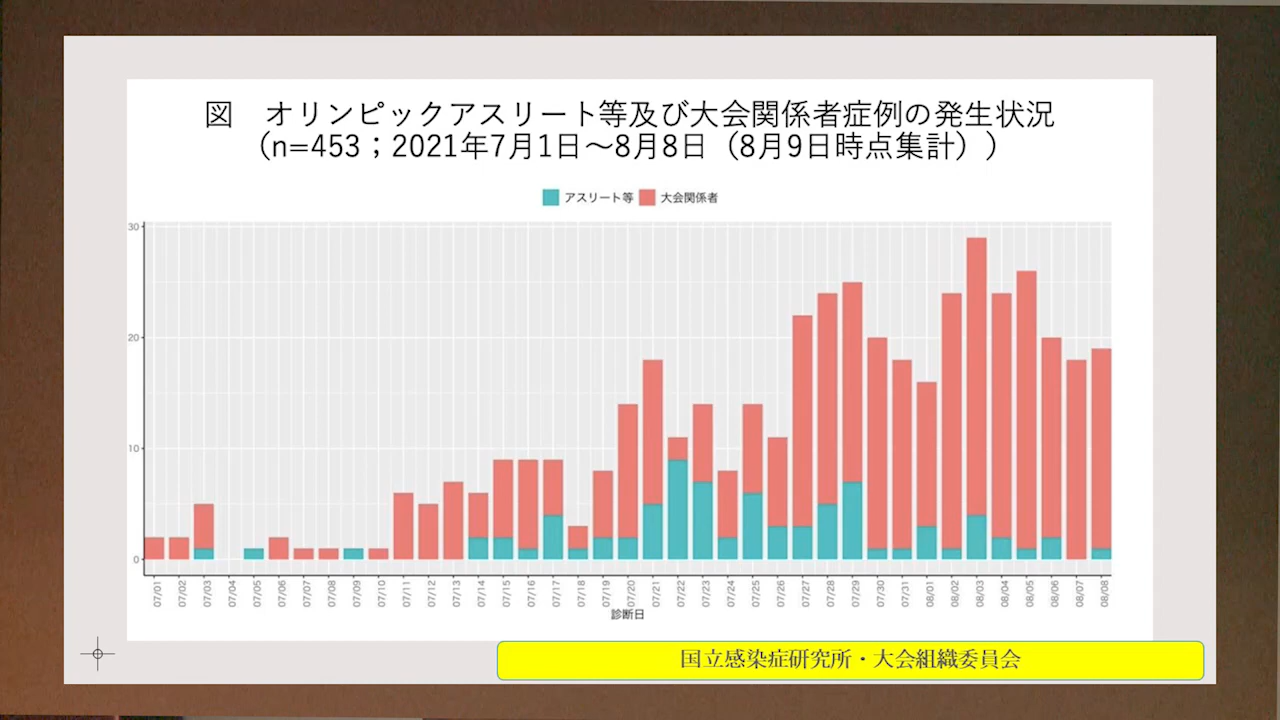 図　オリンピックアスリート等及び大会関係者症例の発生状況
（n=453；2021年7月1日～8月8日（8月9日時点集計））
アスリート等 大会関係者
30
20
10
0
07/01 07/02 07/03 07/04 07/05 07/06 07/07 07/08 07/09 07/10 07/11 07/12 07/13 07/14 07/15 07/16 07/17 07/18 07/19 07/20 07/21 07/22 07/23 07/24 07/25 07/26 07/27 07/28 07/29 07/30 07/31 08/01 08/02 08/03 08/04 08/05 08/06 08/07 08/08
診断日
国立感染症研究所・大会組織委員会